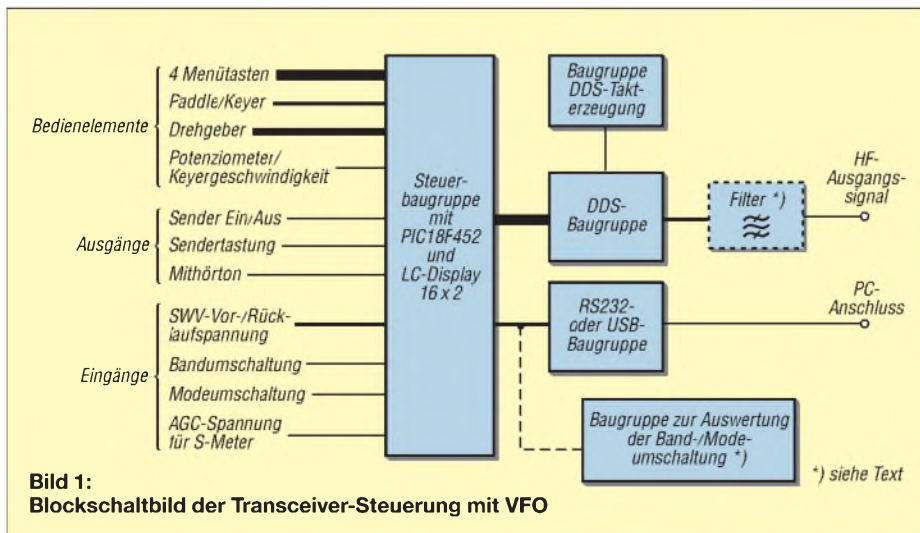 Bedienelemente
4 Menütasten
Paddle/Keyer
Drehgeber
Potenziometer/
Keyergeschwindigkeit
Ausgänge
Sender Ein/Aus
Sendertastung
Mithörton
Eingänge
SWV-Vor-/Rück-
laufspannung
Bandumschaltung
Modeumschaltung
AGC-Spannung
für S-Meter
Steuer-
baugruppe
mit
PIC18F452
und
LC-Display
16 x 2
Baugruppe
DDS-Takt-
erzeugung
DDS-
Baugruppe
Filter *)
HF-
Ausgangs-
signal
RS232-
oder USB-
Baugruppe
PC-
Anschluss
Baugruppe zur Auswertung
der Band-/Mode-
umschaltung *)
*) siehe Text
Bild 1:
Blockschaltbild der Transceiver-Steuerung mit VFO